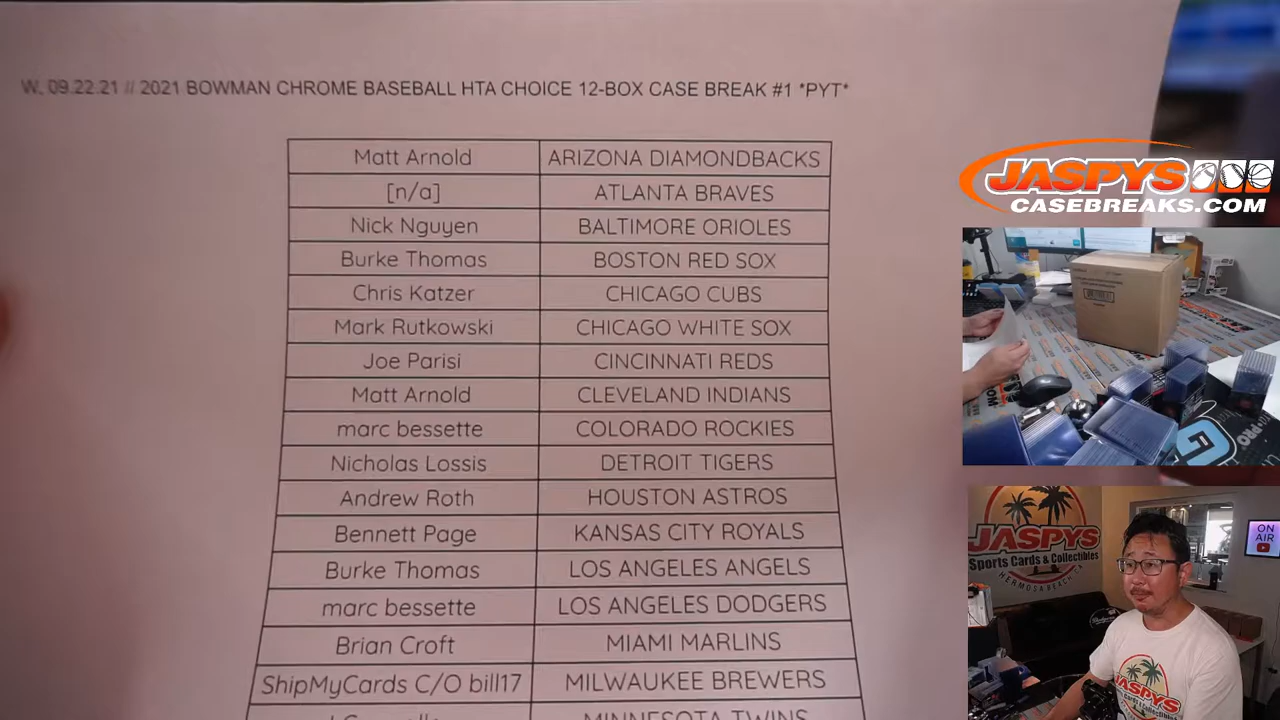 W, 09.22.21 // 2021 BOWMAN CHROME BASEBALL HTA CHOICE 12-BOX CASE BREAK #1 *PYT*
Matt Arnold ARIZONA DIAMONDBACKS
[n/a] ATLANTA BRAVES
Nick Nguyen BALTIMORE ORIOLES
Burke Thomas BOSTON RED SOX
Chris Katzer CHICAGO CUBS
Mark Rutkowski CHICAGO WHITE SOX
Joe Parisi CINCINNATI REDS
Matt Arnold CLEVELAND INDIANS
marc bessette COLORADO ROCKIES
Nicholas Lossis DETROIT TIGERS
Andrew Roth HOUSTON ASTROS
Bennett Page KANSAS CITY ROYALS
Burke Thomas LOS ANGELES ANGELS
marc bessette LOS ANGELES DODGERS
Brian Croft MIAMI MARLINS
ShipMyCards C/O bill17 MILWAUKEE BREWERS
MINNESOTA TWINS
JASPYS
CASEBREAKS.COM
JASPYS
Sports Cards & Collectibles
HERMOSA BEACH, CA
ON
AIR
JASPYS